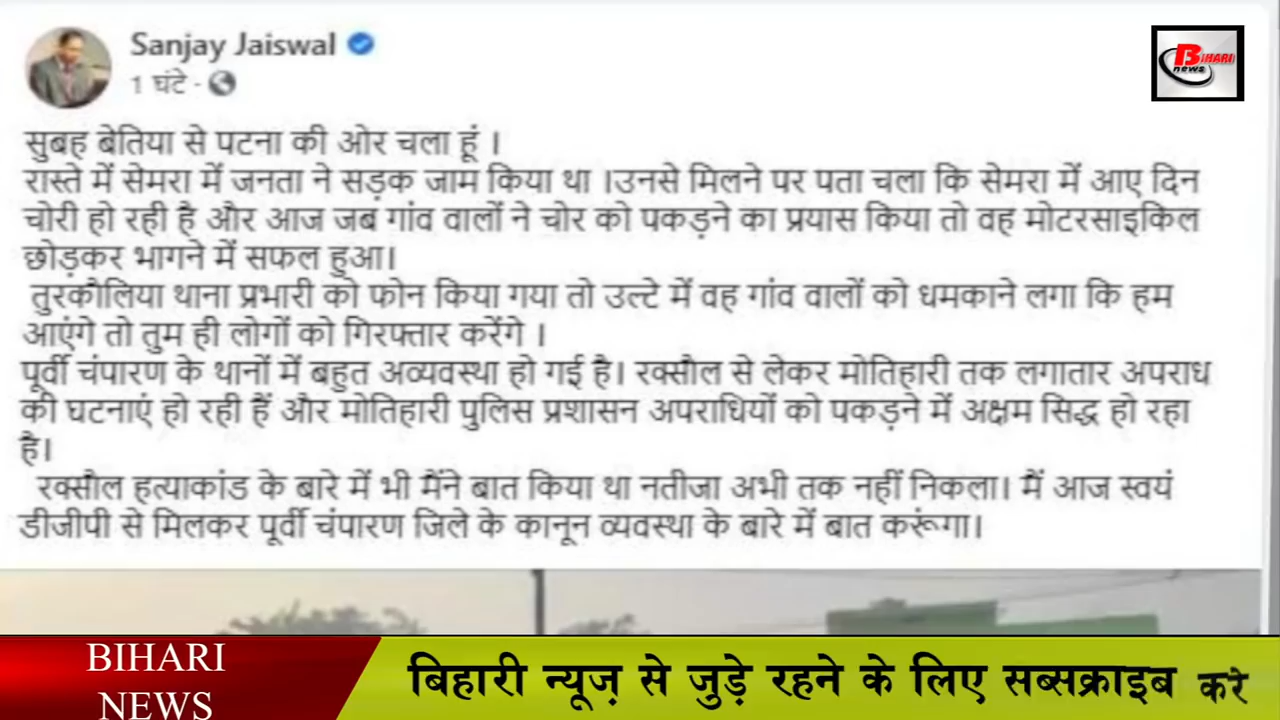 Sanjay Jaiswal
1 घंटे ·
BIHARI
news
सुबह बेतिया से पटना की ओर चला हूं ।
रास्ते में सेमरा में जनता ने सड़क जाम किया था ।उनसे मिलने पर पता चला कि सेमरा में आए दिन
चोरी हो रही है और आज जब गांव वालों ने चोर को पकड़ने का प्रयास किया तो वह मोटरसाइकिल
छोड़कर भागने में सफल हुआ।
तुरकौलिया थाना प्रभारी को फोन किया गया तो उल्टे में वह गांव वालों को धमकाने लगा कि हम
आएंगे तो तुम ही लोगों को गिरफ्तार करेंगे ।
पूर्वी चंपारण के थानों में बहुत अव्यवस्था हो गई है। रक्सौल से लेकर मोतिहारी तक लगातार अपराध
की घटनाएं हो रही हैं और मोतिहारी पुलिस प्रशासन अपराधियों को पकड़ने में अक्षम सिद्ध हो रहा
है।
रक्सौल हत्याकांड के बारे में भी मैंने बात किया था नतीजा अभी तक नहीं निकला। मैं आज स्वयं
डीजीपी से मिलकर पूर्वी चंपारण जिले के कानून व्यवस्था के बारे में बात करूंगा।
BIHARI
NEWS
बिहारी न्यूज़ से जुड़े रहने के लिए सब्सक्राइब करे